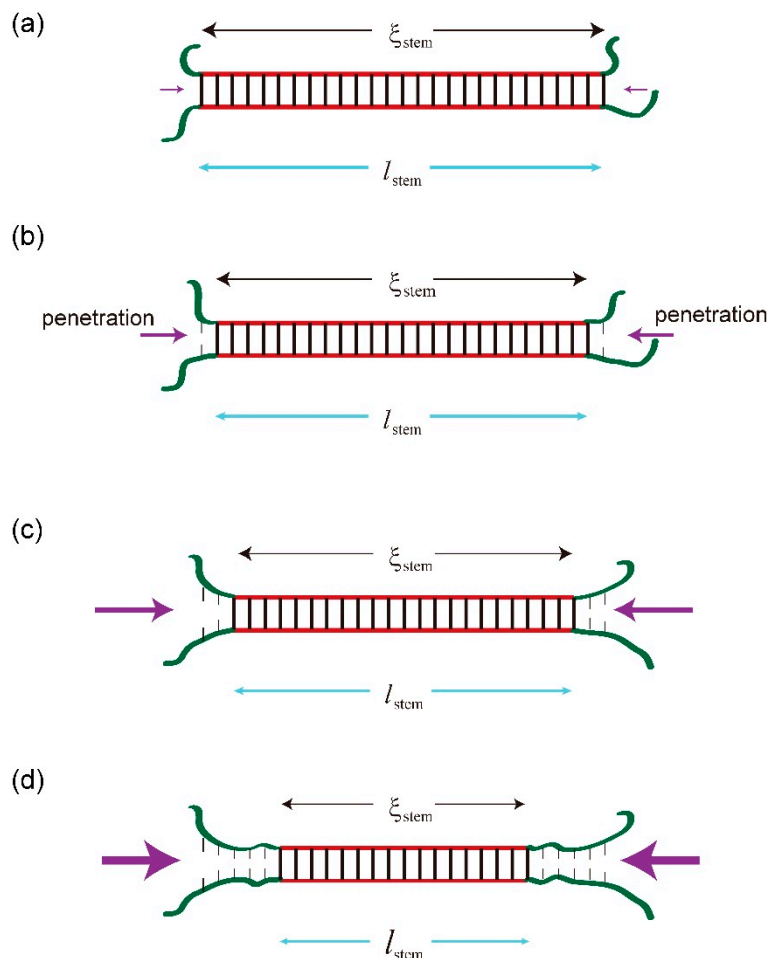 (a)
ξstem
lstem
(b)
ξstem
penetration
penetration
lstem
(c)
ξstem
lstem
(d)
ξstem
lstem